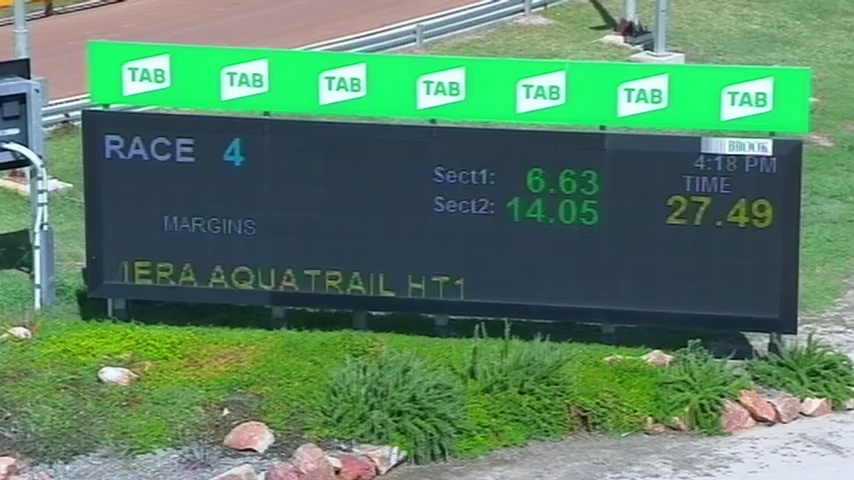 TAB TAB TAB TAB TAB TAB TAB
BROOK
RACE 4
4:18 PM
Sect1: 6.63
TIME
Sect2: 14.05
27.49
MARGINS
AQUATRAIL HT1